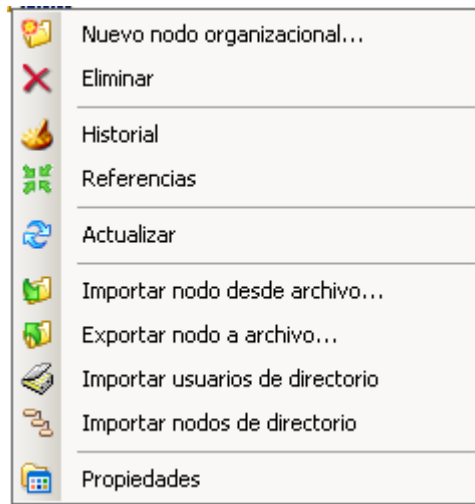 Nuevo nodo organizacional...
Eliminar
Historial
Referencias
Actualizar
Importar nodo desde archivo...
Exportar nodo a archivo...
Importar usuarios de directorio
Importar nodos de directorio
Propiedades